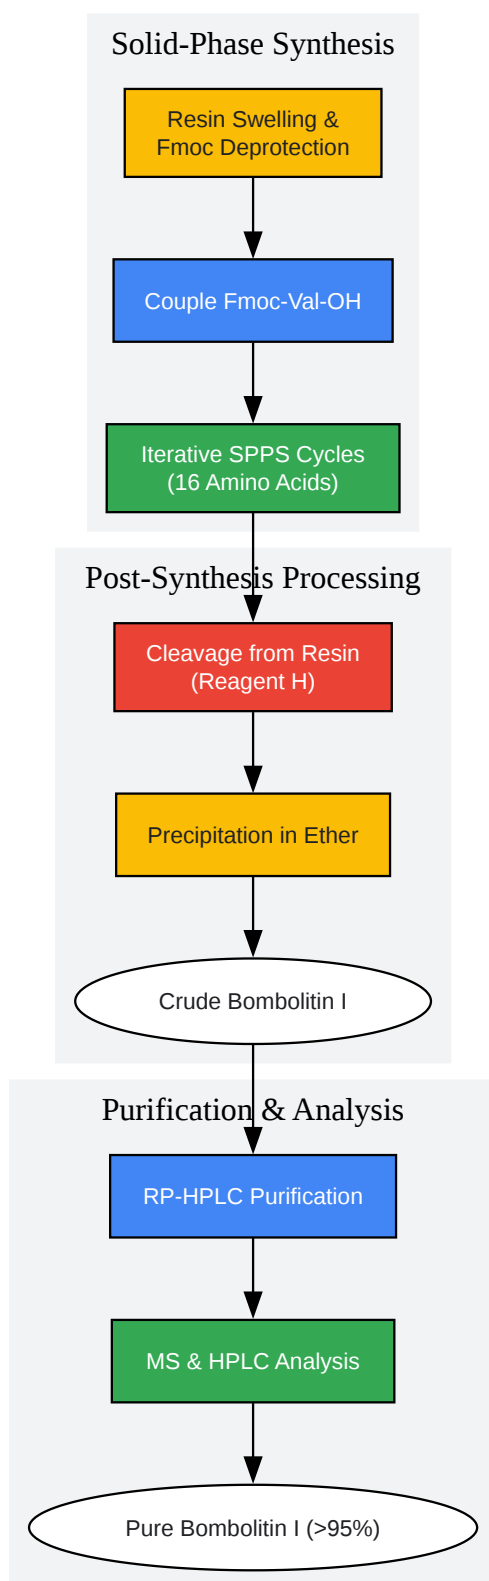 Solid-Phase Synthesis
Resin Swelling &
Fmoc Deprotection
Couple Fmoc-Val-OH
Iterative SPPS Cycles
(16 Amino Acids)
Post-Synthesis Processing
Cleavage from Resin
(Reagent H)
Precipitation in Ether
Crude Bombolitin I
Purification & Analysis
RP-HPLC Purification
MS & HPLC Analysis
Pure Bombolitin I (>95%)